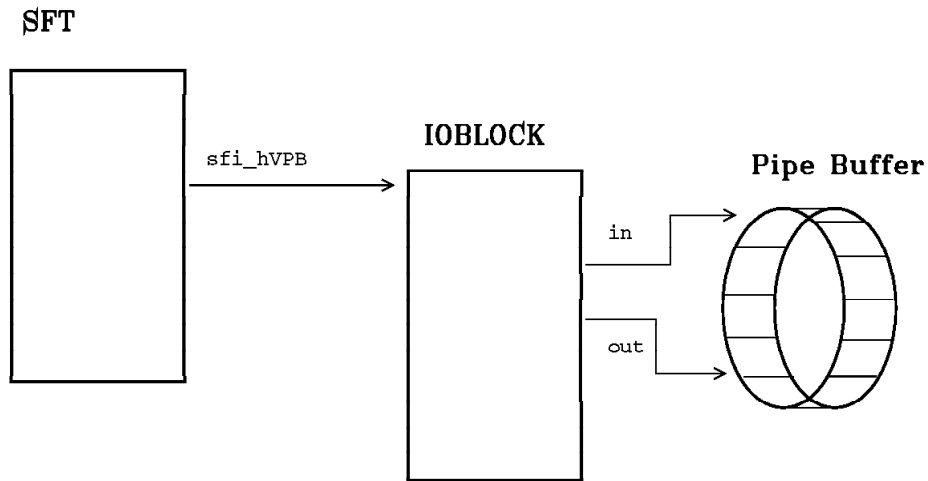 SFT
IOBLOCK
sfi_hVPB
Pipe Buffer
in
out